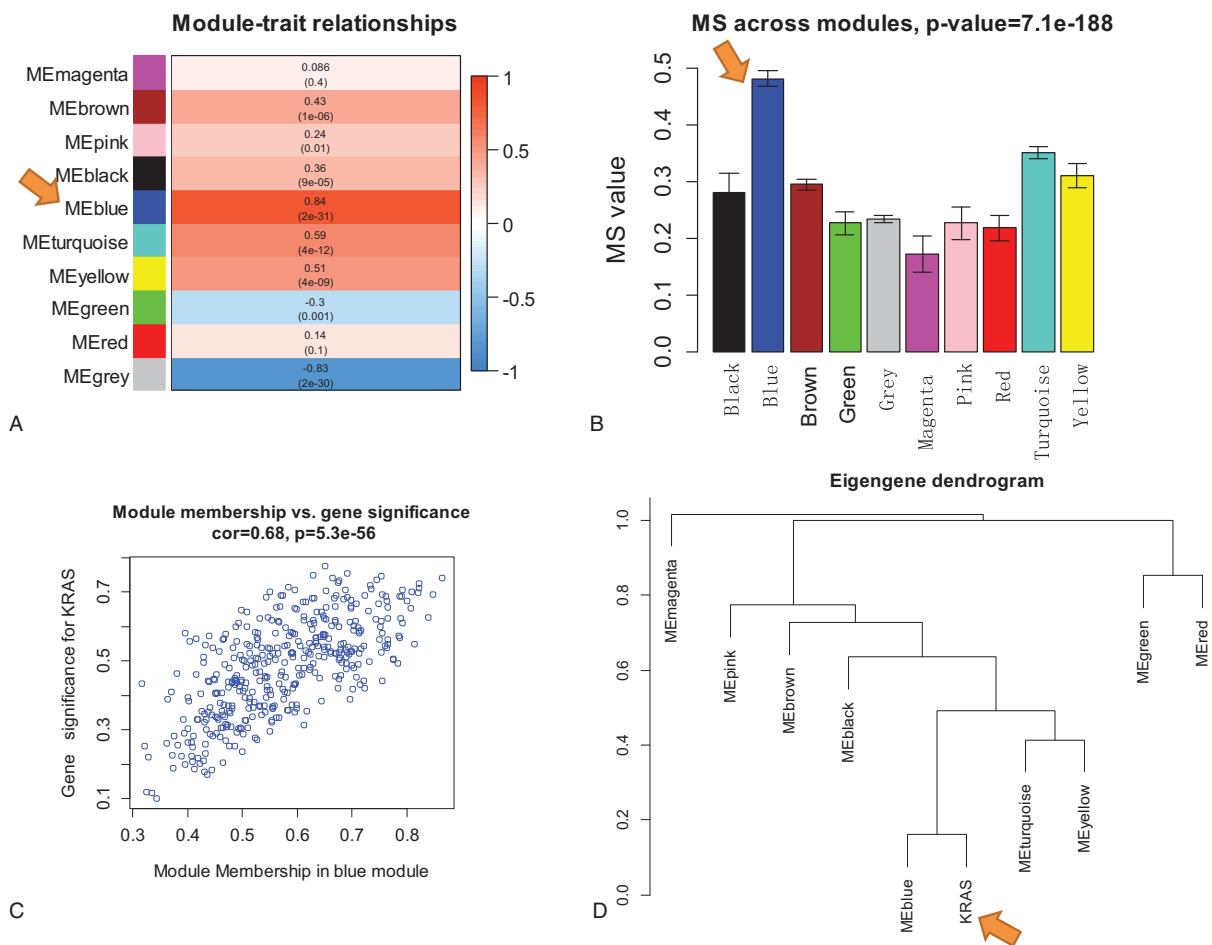 Module-trait relationships
MEmagenta
MEbrown
MEpink
MEblack
MEblue
MEturquoise
MEyellow
MEgreen
MEred
MEgrey
0.086
(0.4)
0.43
(1e-06)
0.24
(0.01)
0.36
(9e-05)
0.84
(2e-31)
0.59
(4e-12)
0.51
(4e-09)
-0.3
(0.001)
0.14
(0.1)
-0.83
(2e-30)
1
0.5
0
-0.5
-1
A
MS across modules, p-value=7.1e-188
MS value
0.5
0.4
0.3
0.2
0.1
0.0
Black
Blue
Brown
Green
Grey
Magenta
Pink
Red
Turquoise
Yellow
B
Module membership vs. gene significance
cor=0.68, p=5.3e-56
Gene significance for KRAS
0.7
0.5
0.3
0.1
0.3 0.4 0.5 0.6 0.7 0.8
Module Membership in blue module
C
Eigengene dendrogram
1.0
0.8
0.6
0.4
0.2
0.0
MEmagenta
MEpink
MEbrown
MEblack
MEblue
KRAS
MEturquoise
MEyellow
MEgreen
MEred
D